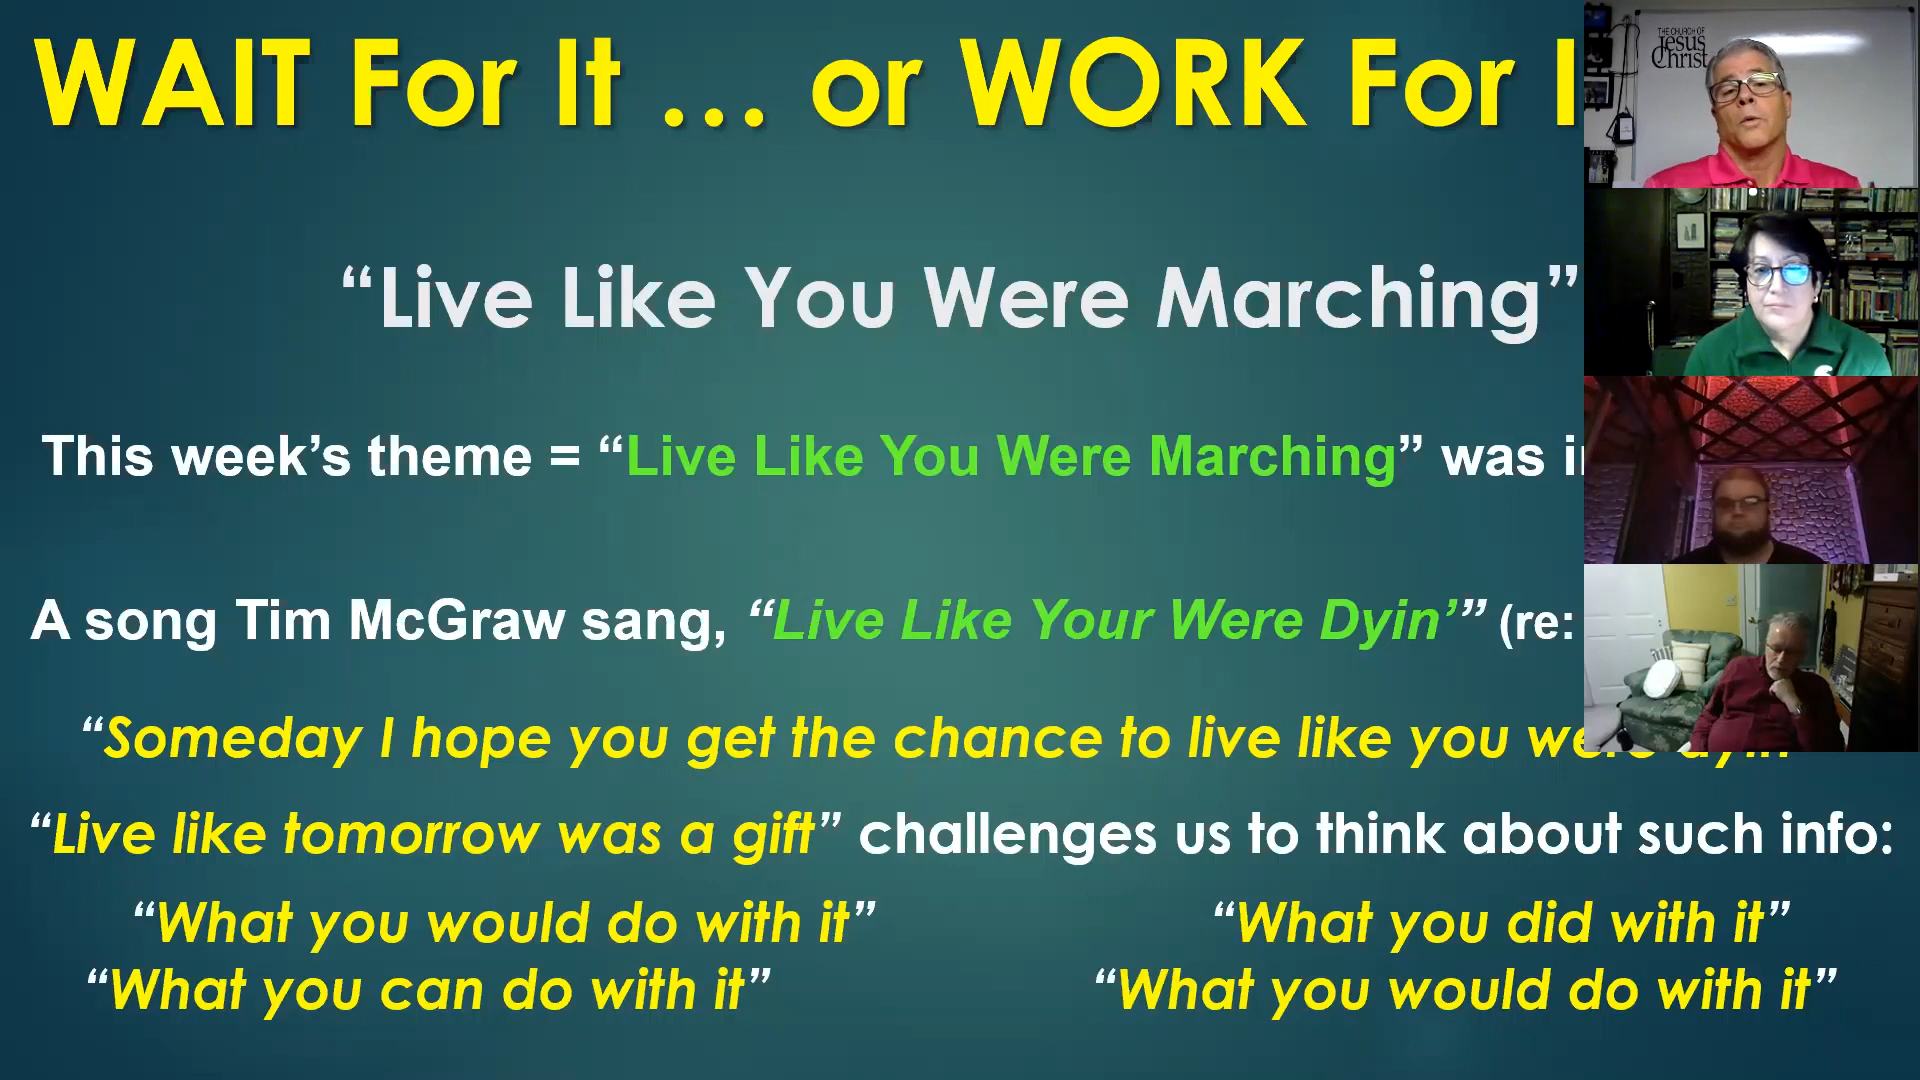 WAIT For It … or WORK For I
THE CHURCH OF
Jesus
Christ
“Live Like You Were Marching”
This week’s theme = “Live Like You Were Marching” was
A song Tim McGraw sang, “Live Like Your Were Dyin’” (re:
“Someday I hope you get the chance to live like you were dyin’
“Live like tomorrow was a gift” challenges us to think about such info:
“What you would do with it” “What you did with it”
“What you can do with it” “What you would do with it”